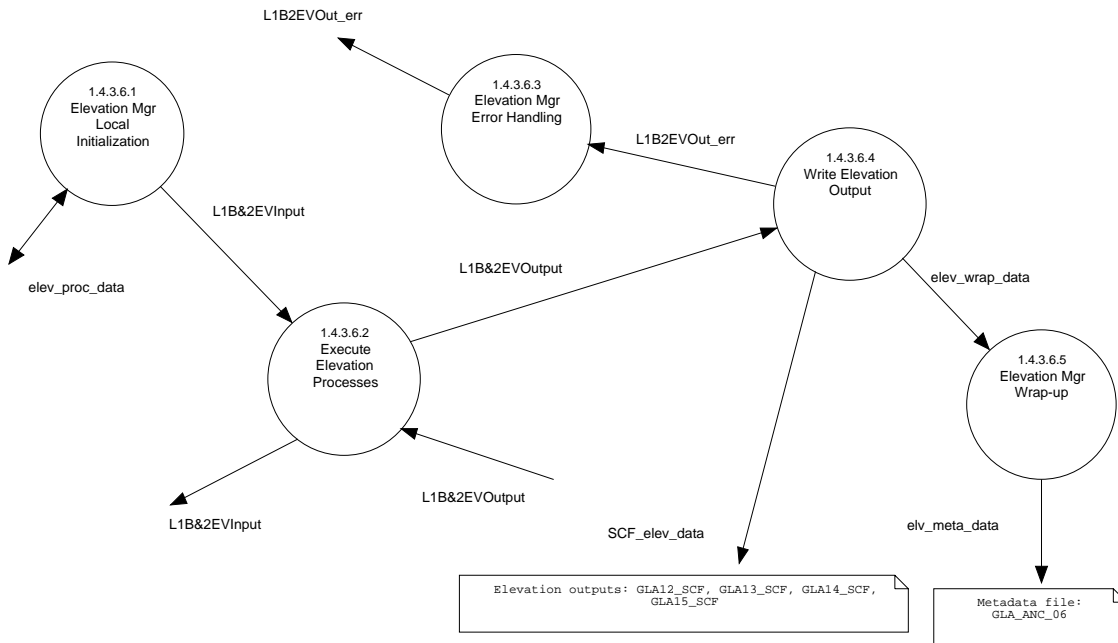 L1B2EVOut_err
1.4.3.6.1
Elevation Mgr
Local
Initialization
1.4.3.6.3
Elevation Mgr
Error Handling
L1B2EVOut_err
1.4.3.6.4
Write Elevation
Output
L1B&2EVInput
elev_proc_data
L1B&2EVOutput
elev_wrap_data
1.4.3.6.2
Execute
Elevation
Processes
1.4.3.6.5
Elevation Mgr
Wrap-up
L1B&2EVInput
L1B&2EVOutput
SCF_elev_data
elv_meta_data
Elevation outputs: GLA12_SCF, GLA13_SCF, GLA14_SCF,
GLA15_SCF
Metadata file:
GLA_ANC_06